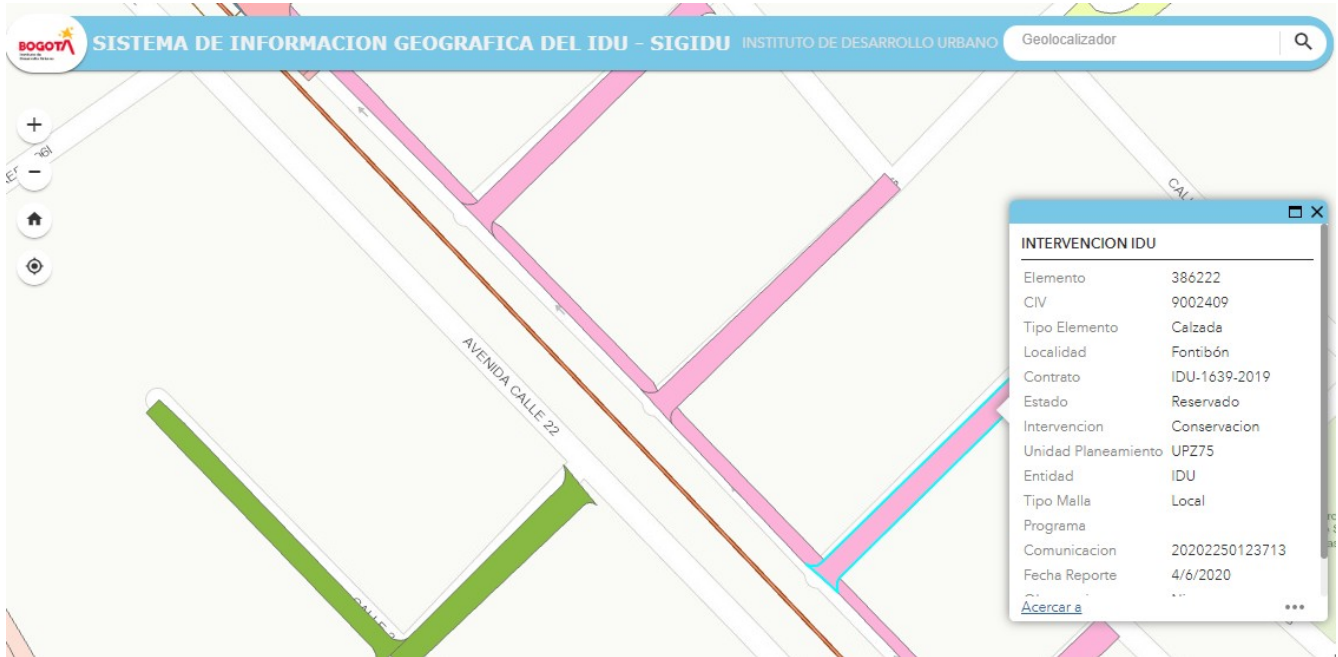 BOGOTÁ
SISTEMA DE INFORMACION GEOGRAFICA DEL IDU - SIGIDU INSTITUTO DE DESARROLLO URBANO
Geolocalizador
AVENIDA CALLE 22
INTERVENCION IDU
Elemento 386222
CIV 9002409
Tipo Elemento Calzada
Localidad Fontibón
Contrato IDU-1639-2019
Estado Reservado
Intervencion Conservacion
Unidad Planeamiento UPZ75
Entidad IDU
Tipo Malla Local
Programa
Comunicacion 20202250123713
Fecha Reporte 4/6/2020
Acercar a